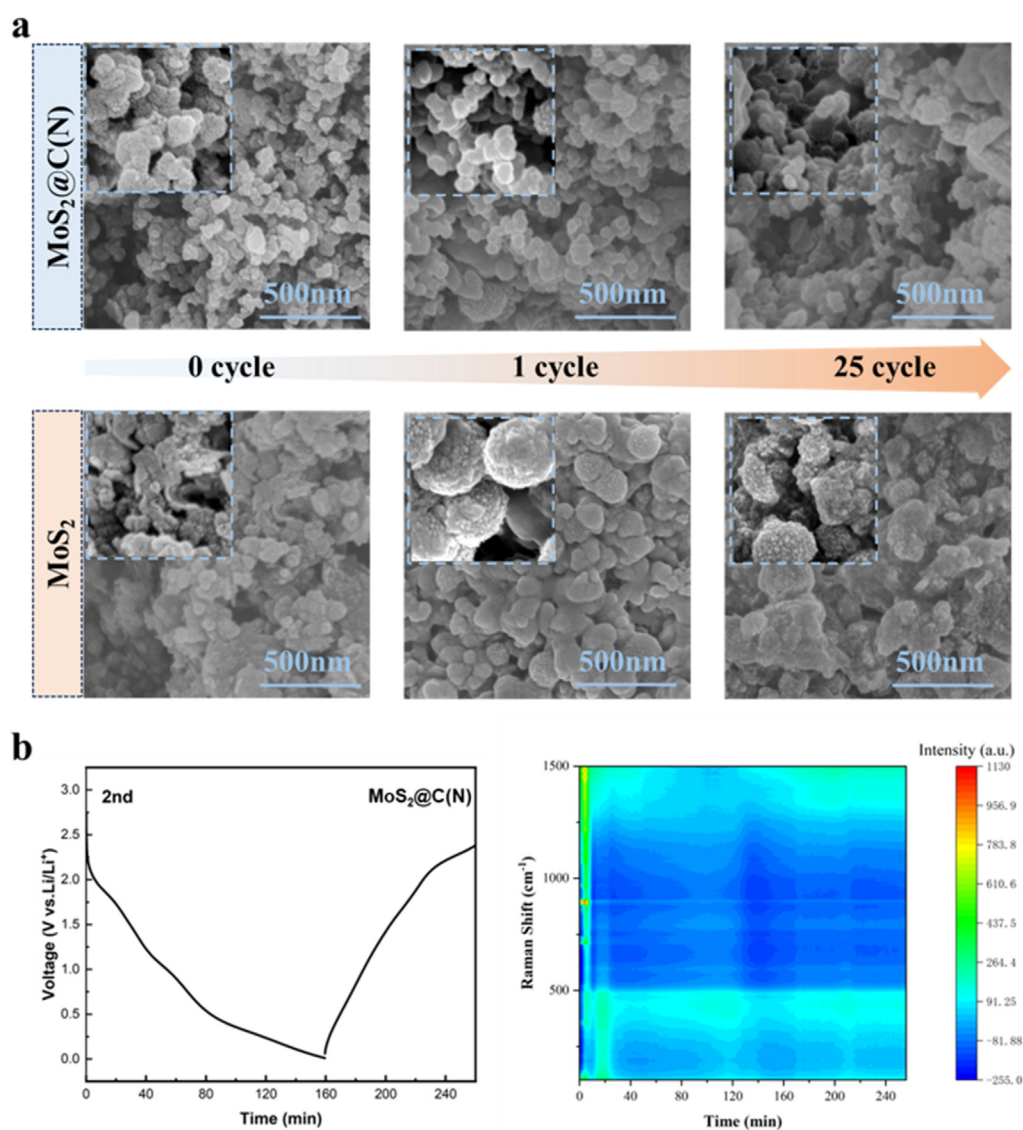 a
MoS2@C(N)
500nm
500nm
500nm
0 cycle
1 cycle
25 cycle
MoS2
500nm
500nm
500nm
b
2nd
MoS2@C(N)
3.0
2.5
2.0
1.5
1.0
0.5
0.0
Voltage (V vs.Li/Li+)
0
40
80
120
160
200
240
Time (min)
Intensity (a.u.)
1500
1000
500
Raman Shift (cm-1)
0
40
80
120
160
200
240
Time (min)
1130
956.9
783.8
610.6
437.5
264.4
91.25
-81.88
-255.0